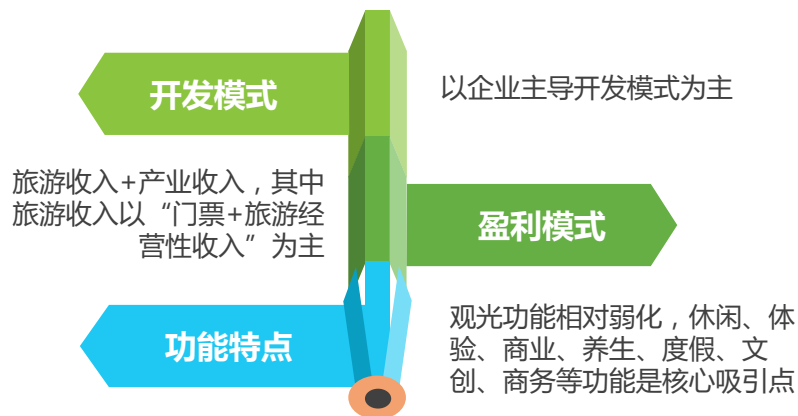 开发模式
以企业主导开发模式为主
旅游收入+产业收入，其中
旅游收入以“门票+旅游经
营性收入”为主
盈利模式
功能特点
观光功能相对弱化，休闲、体
验、商业、养生、度假、文
创、商务等功能是核心吸引点